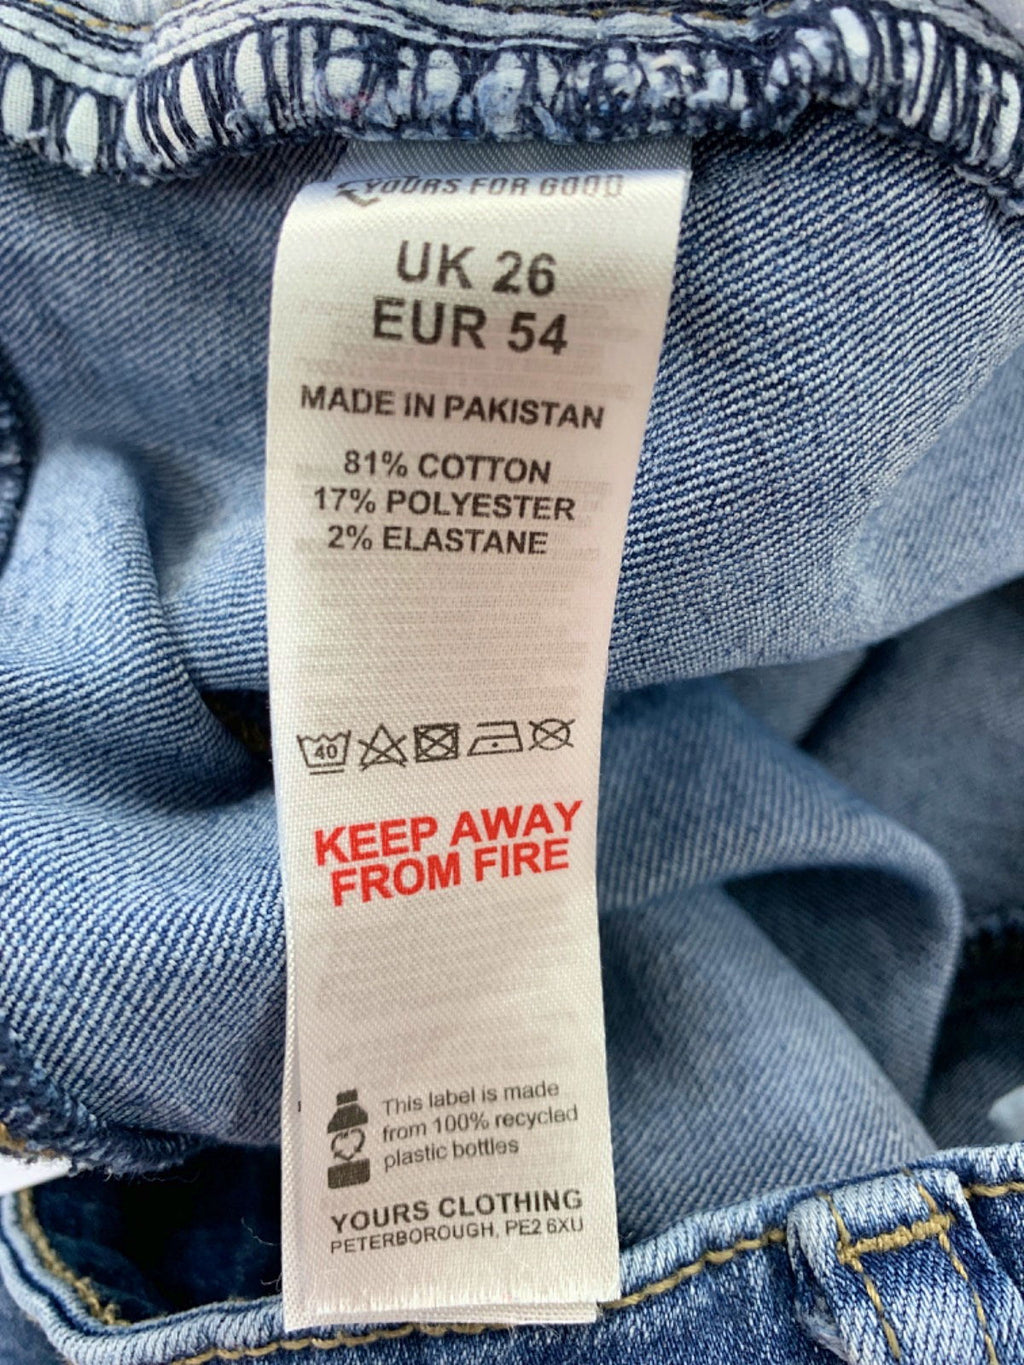 YOURS FOR GOOD
UK 26
EUR 54
MADE IN PAKISTAN
81% COTTON
17% POLYESTER
2% ELASTANE
40
KEEP AWAY
FROM FIRE
This label is made
from 100% recycled
plastic bottles
YOURS CLOTHING
PETERBOROUGH, PE2 6XU